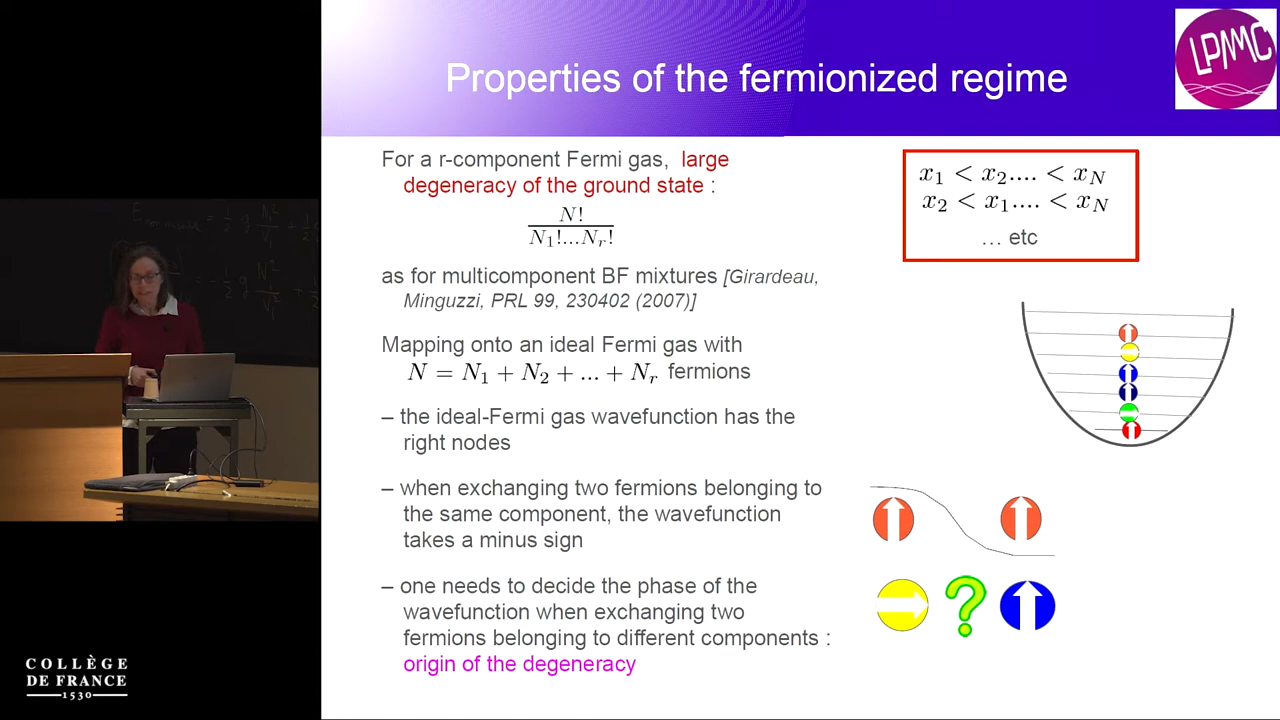 Properties of the fermionized regime
LPMMC
For a r-component Fermi gas, large
degeneracy of the ground state :
N!
N₁!...Nᵣ!
x₁ < x₂.... < x_N
x₂ < x₁.... < x_N
... etc
as for multicomponent BF mixtures [Girardeau,
Minguzzi, PRL 99, 230402 (2007)]
Mapping onto an ideal Fermi gas with
N = N₁ + N₂ + ... + Nᵣ fermions
– the ideal-Fermi gas wavefunction has the
right nodes
– when exchanging two fermions belonging to
the same component, the wavefunction
takes a minus sign
– one needs to decide the phase of the
wavefunction when exchanging two
fermions belonging to different components :
origin of the degeneracy
?
COLLÈGE
DE FRANCE
1530